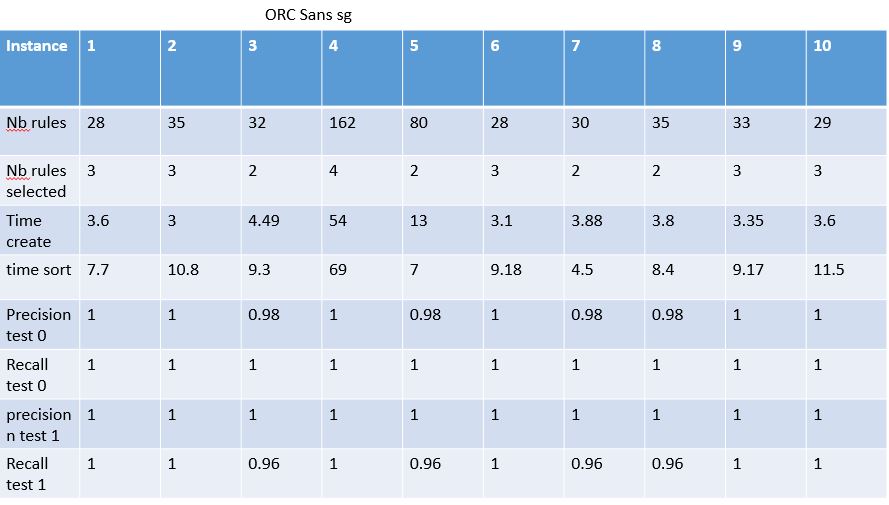 ORC Sans sg
Instance 1 2 3 4 5 6 7 8 9 10
Nb rules 28 35 32 162 80 28 30 35 33 29
Nb rules
selected 3 3 2 4 2 3 2 2 3 3
Time
create 3.6 3 4.49 54 13 3.1 3.88 3.8 3.35 3.6
time sort 7.7 10.8 9.3 69 7 9.18 4.5 8.4 9.17 11.5
Precision
test 0 1 1 0.98 1 0.98 1 0.98 0.98 1 1
Recall
test 0 1 1 1 1 1 1 1 1 1 1
precision
n test 1 1 1 1 1 1 1 1 1 1 1
Recall
test 1 1 1 0.96 1 0.96 1 0.96 0.96 1 1